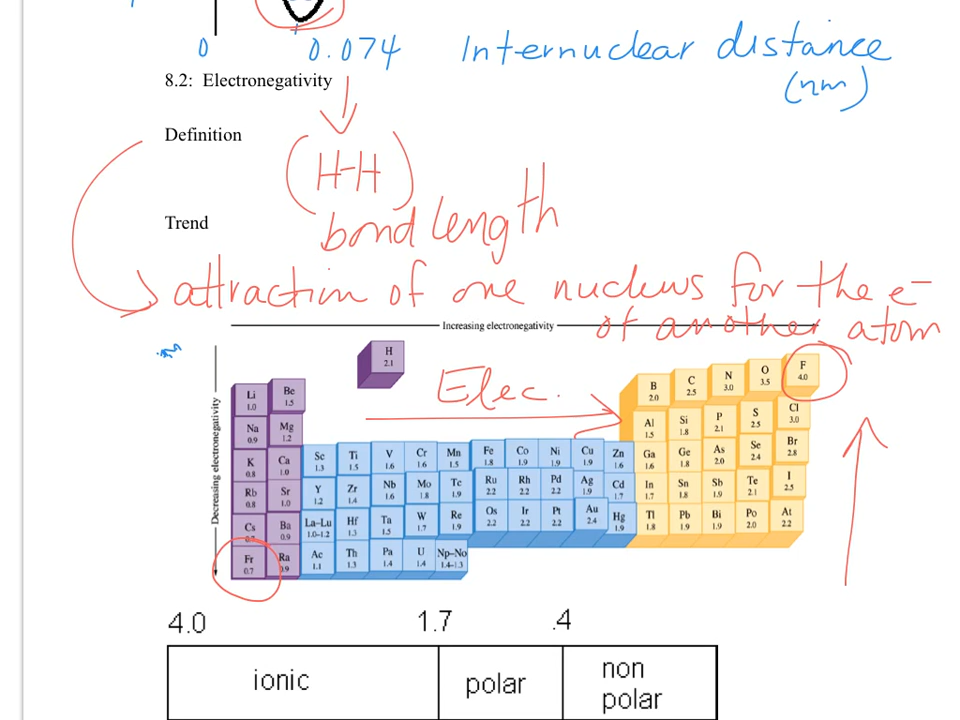 0 0.074 Internuclear distance
(nm)
8.2: Electronegativity
Definition
(H-H)
Trend
bond length
attraction of one nucleus for the e-
of another atom
Increasing electronegativity
Decreasing electronegativity
Elec.
H 2.1
Li 1.0 Be 1.5 B 2.0 C 2.5 N 3.0 O 3.5 F 4.0
Na 0.9 Mg 1.2 Al 1.5 Si 1.8 P 2.1 S 2.5 Cl 3.0
K 0.8 Ca 1.0 Sc 1.3 Ti 1.5 V 1.6 Cr 1.6 Mn 1.5 Fe 1.8 Co 1.9 Ni 1.9 Cu 1.9 Zn 1.6 Ga 1.6 Ge 1.8 As 2.0 Se 2.4 Br 2.8
Rb 0.8 Sr 1.0 Y 1.2 Zr 1.4 Nb 1.6 Mo 1.8 Tc 1.9 Ru 2.2 Rh 2.2 Pd 2.2 Ag 1.9 Cd 1.7 In 1.7 Sn 1.8 Sb 1.9 Te 2.1 I 2.5
Cs Ba 0.9 La–Lu 1.0–1.2 Hf 1.3 Ta 1.5 W 1.7 Re 1.9 Os 2.2 Ir 2.2 Pt 2.2 Au 2.4 Hg 1.9 Tl 1.8 Pb 1.9 Bi 1.9 Po 2.0 At 2.2
Fr 0.7 Ra Ac 1.1 Th 1.3 Pa 1.4 U 1.4 Np–No 1.4–1.3
4.0 1.7 .4
ionic polar non
polar